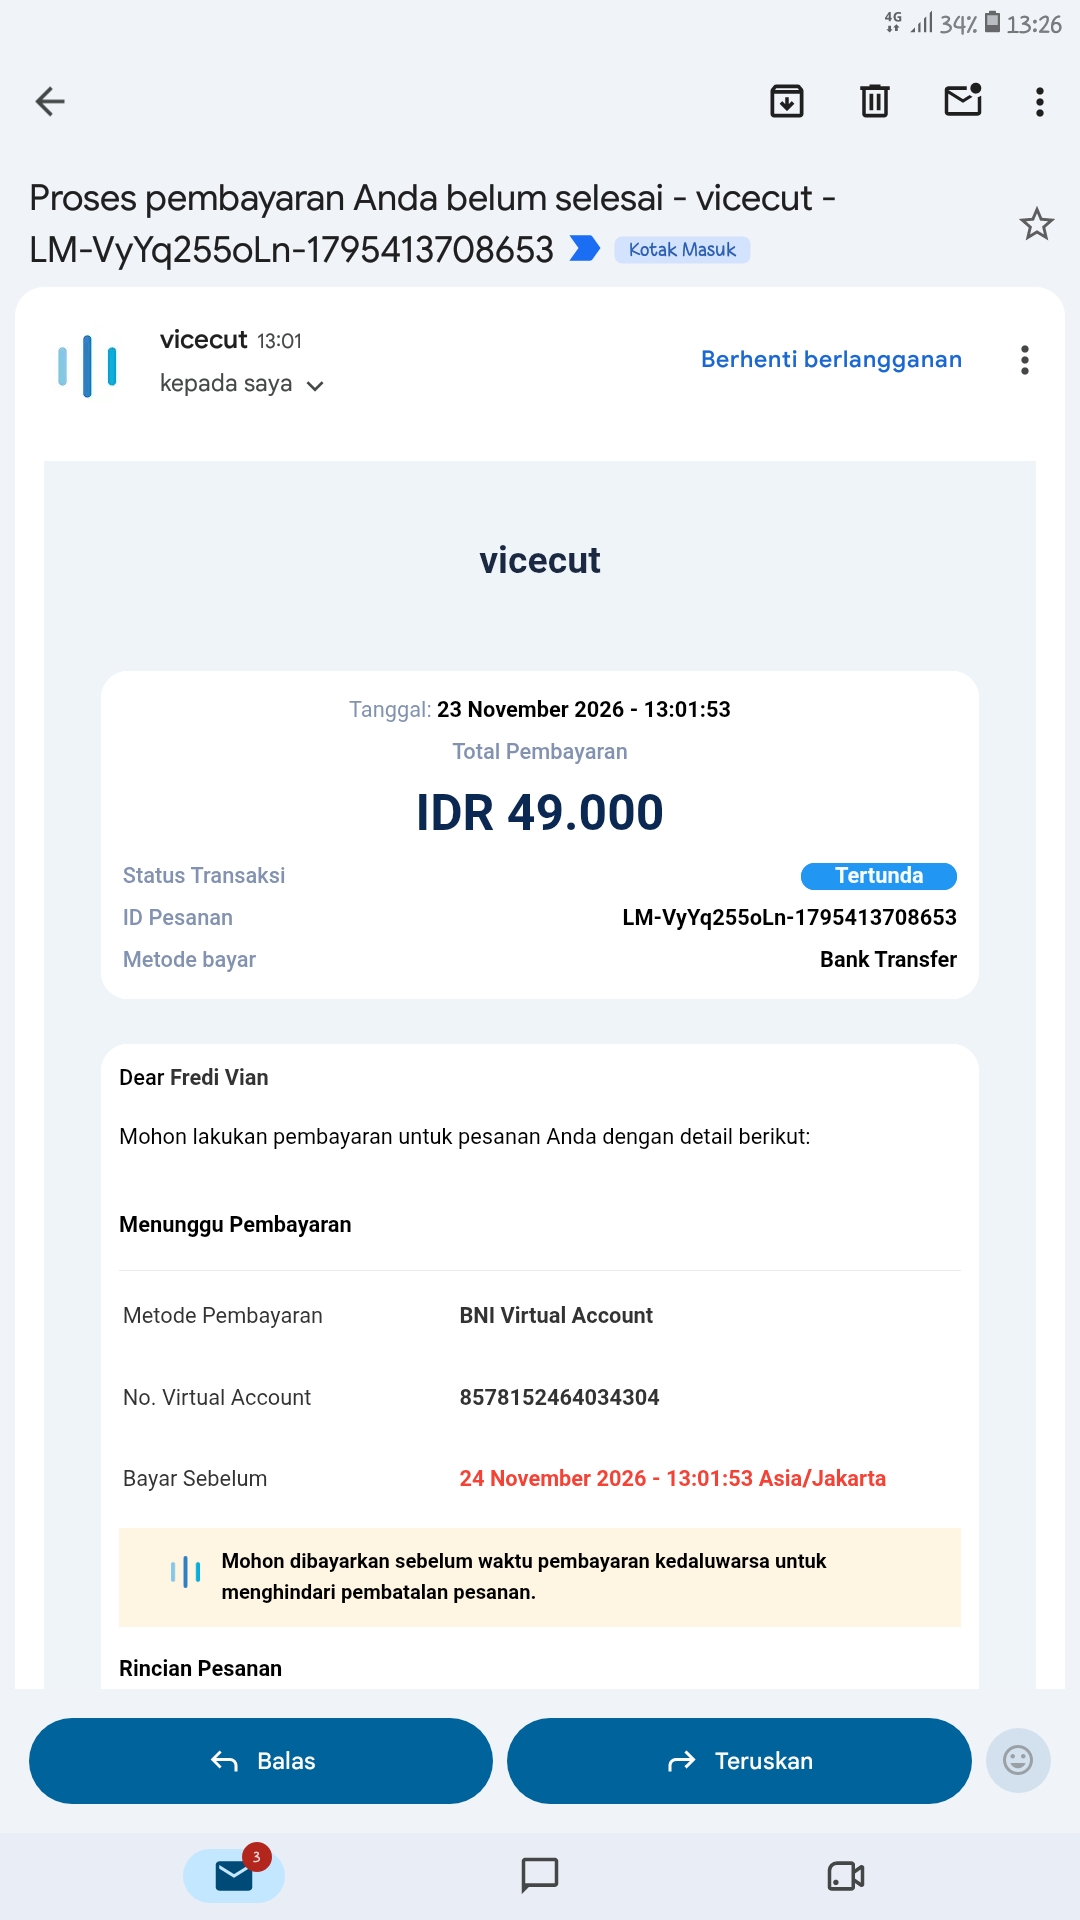 4G 34% 13:26
Proses pembayaran Anda belum selesai - vicecut -
LM-VyYq255oLn-1795413708653 Kotak Masuk
vicecut 13:01
Berhenti berlangganan
kepada saya
vicecut
Tanggal: 23 November 2026 - 13:01:53
Total Pembayaran
IDR 49.000
Status Transaksi Tertunda
ID Pesanan LM-VyYq255oLn-1795413708653
Metode bayar Bank Transfer
Dear Fredi Vian
Mohon lakukan pembayaran untuk pesanan Anda dengan detail berikut:
Menunggu Pembayaran
Metode Pembayaran BNI Virtual Account
No. Virtual Account 8578152464034304
Bayar Sebelum 24 November 2026 - 13:01:53 Asia/Jakarta
Mohon dibayarkan sebelum waktu pembayaran kedaluwarsa untuk
menghindari pembatalan pesanan.
Rincian Pesanan
Balas Teruskan
3